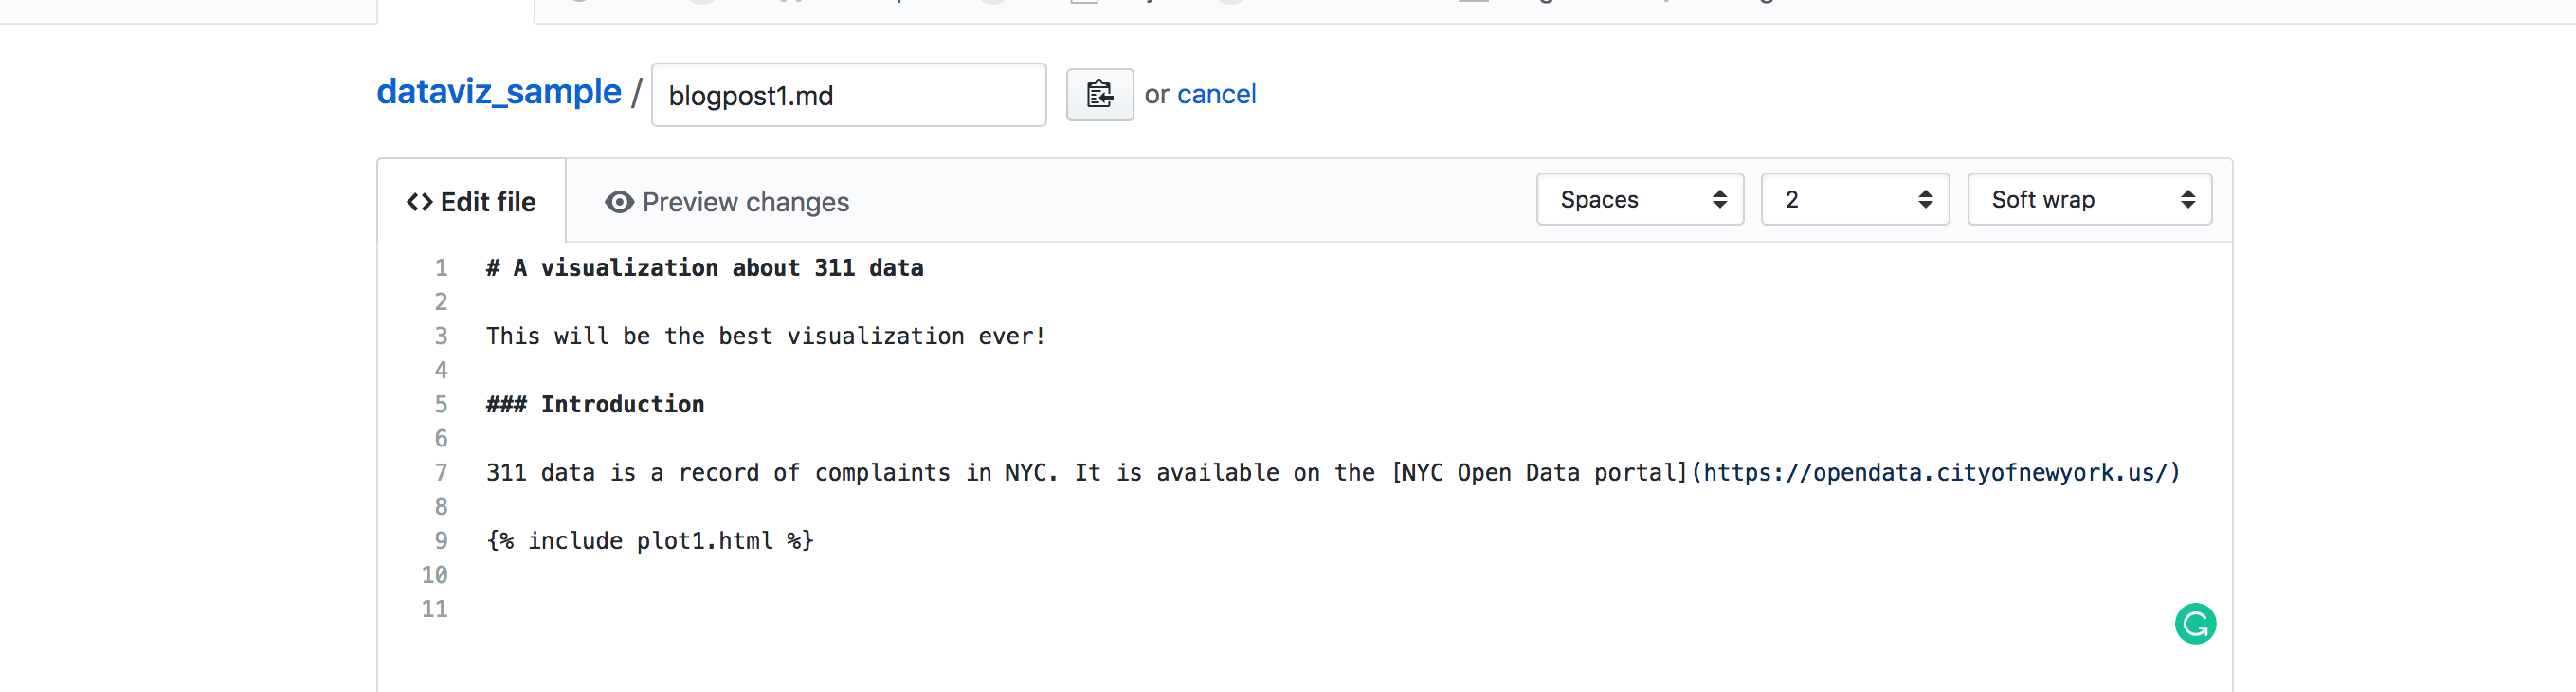 dataviz_sample / blogpost1.md or cancel
<> Edit file Preview changes Spaces 2 Soft wrap
1 # A visualization about 311 data
2
3 This will be the best visualization ever!
4
5 ### Introduction
6
7 311 data is a record of complaints in NYC. It is available on the [NYC Open Data portal](https://opendata.cityofnewyork.us/)
8
9 {% include plot1.html %}
10
11